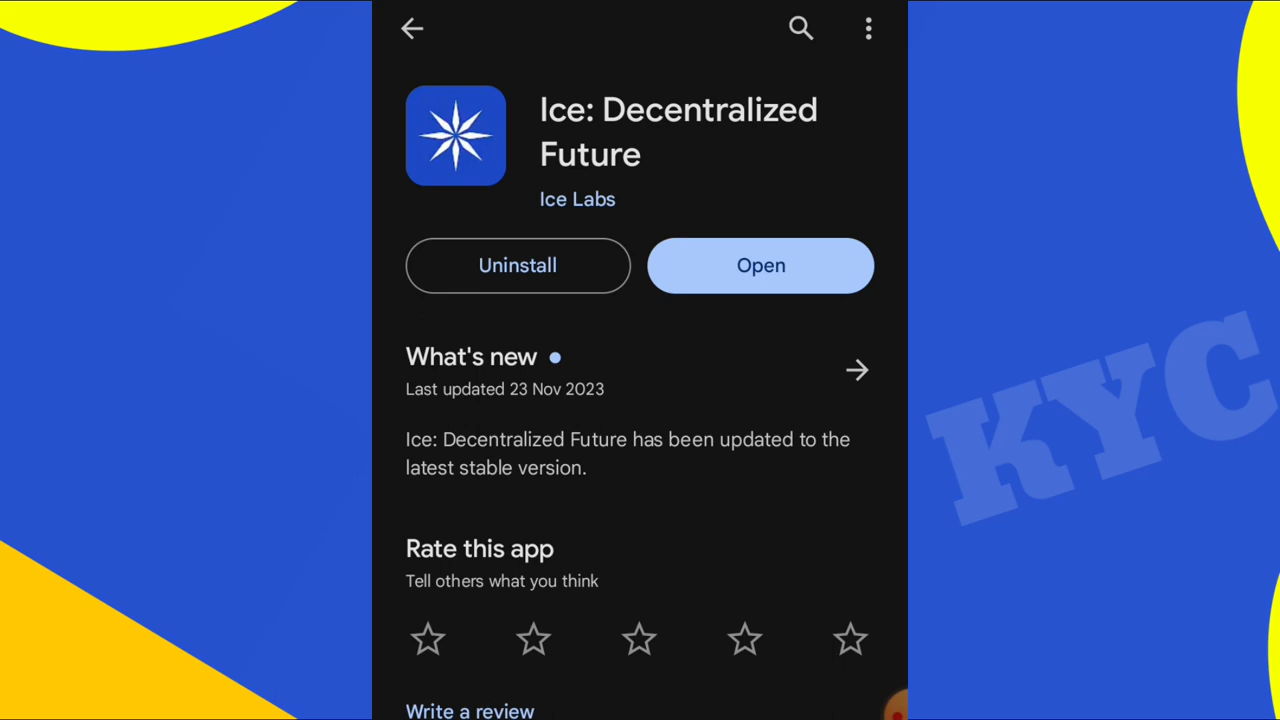 Ice: Decentralized
Future
Ice Labs
Uninstall
Open
What's new
Last updated 23 Nov 2023
Ice: Decentralized Future has been updated to the
latest stable version.
Rate this app
Tell others what you think
Write a review
KYC